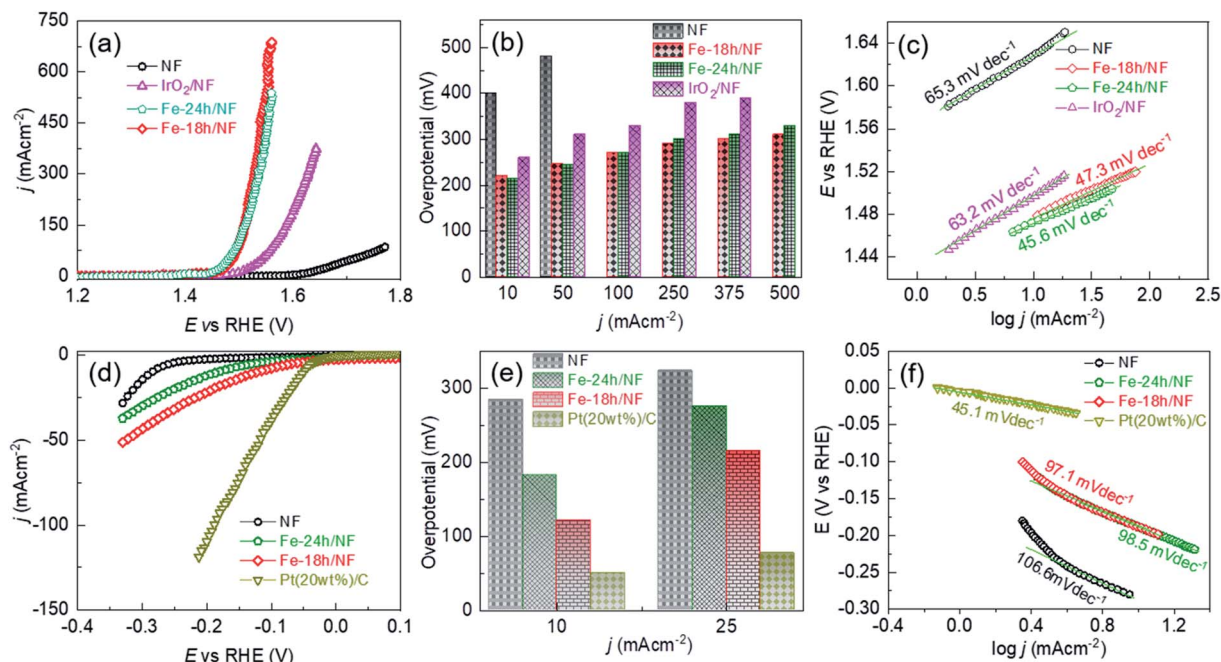 (a)
NF
IrO2/NF
Fe-24h/NF
Fe-18h/NF
750
600
450
300
150
0
j (mAcm-2)
1.2 1.4 1.6 1.8
E vs RHE (V)
(b)
NF
Fe-18h/NF
Fe-24h/NF
IrO2/NF
500
400
300
200
100
0
Overpotential (mV)
10 50 100 250 375 500
j (mAcm-2)
(c)
NF
Fe-18h/NF
Fe-24h/NF
IrO2/NF
65.3 mV dec-1
47.3 mV dec-1
63.2 mV dec-1
45.6 mV dec-1
1.64
1.60
1.56
1.52
1.48
1.44
E vs RHE (V)
0.0 0.5 1.0 1.5 2.0 2.5
log j (mAcm-2)
(d)
NF
Fe-24h/NF
Fe-18h/NF
Pt(20wt%)/C
0
-50
-100
-150
j (mAcm-2)
-0.4 -0.3 -0.2 -0.1 0.0 0.1
E vs RHE (V)
(e)
NF
Fe-24h/NF
Fe-18h/NF
Pt(20wt%)/C
300
200
100
0
Overpotential (mV)
10 25
j (mAcm-2)
(f)
NF
Fe-24h/NF
Fe-18h/NF
Pt(20wt%)/C
45.1 mVdec-1
97.1 mVdec-1
98.5 mVdec-1
106.6mVdec-1
0.05
0.00
-0.05
-0.10
-0.15
-0.20
-0.25
-0.30
E (V vs RHE)
-0.4 0.0 0.4 0.8 1.2 1.6
log j (mAcm-2)